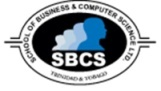 SCHOOL OF BUSINESS & COMPUTER SCIENCE LTD.
SBCS
TRINIDAD & TOBAGO